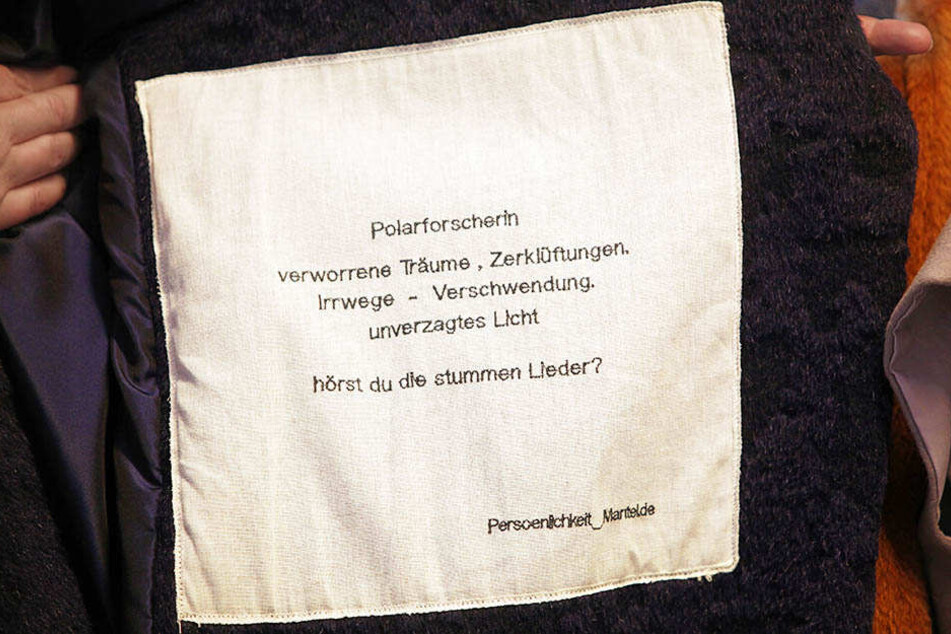 Polarforscherin
verworrene Träume , Zerklüftungen.
Irrwege - Verschwendung.
unverzagtes Licht
hörst du die stummen Lieder?
Persoenlichkeit_Mantel.de